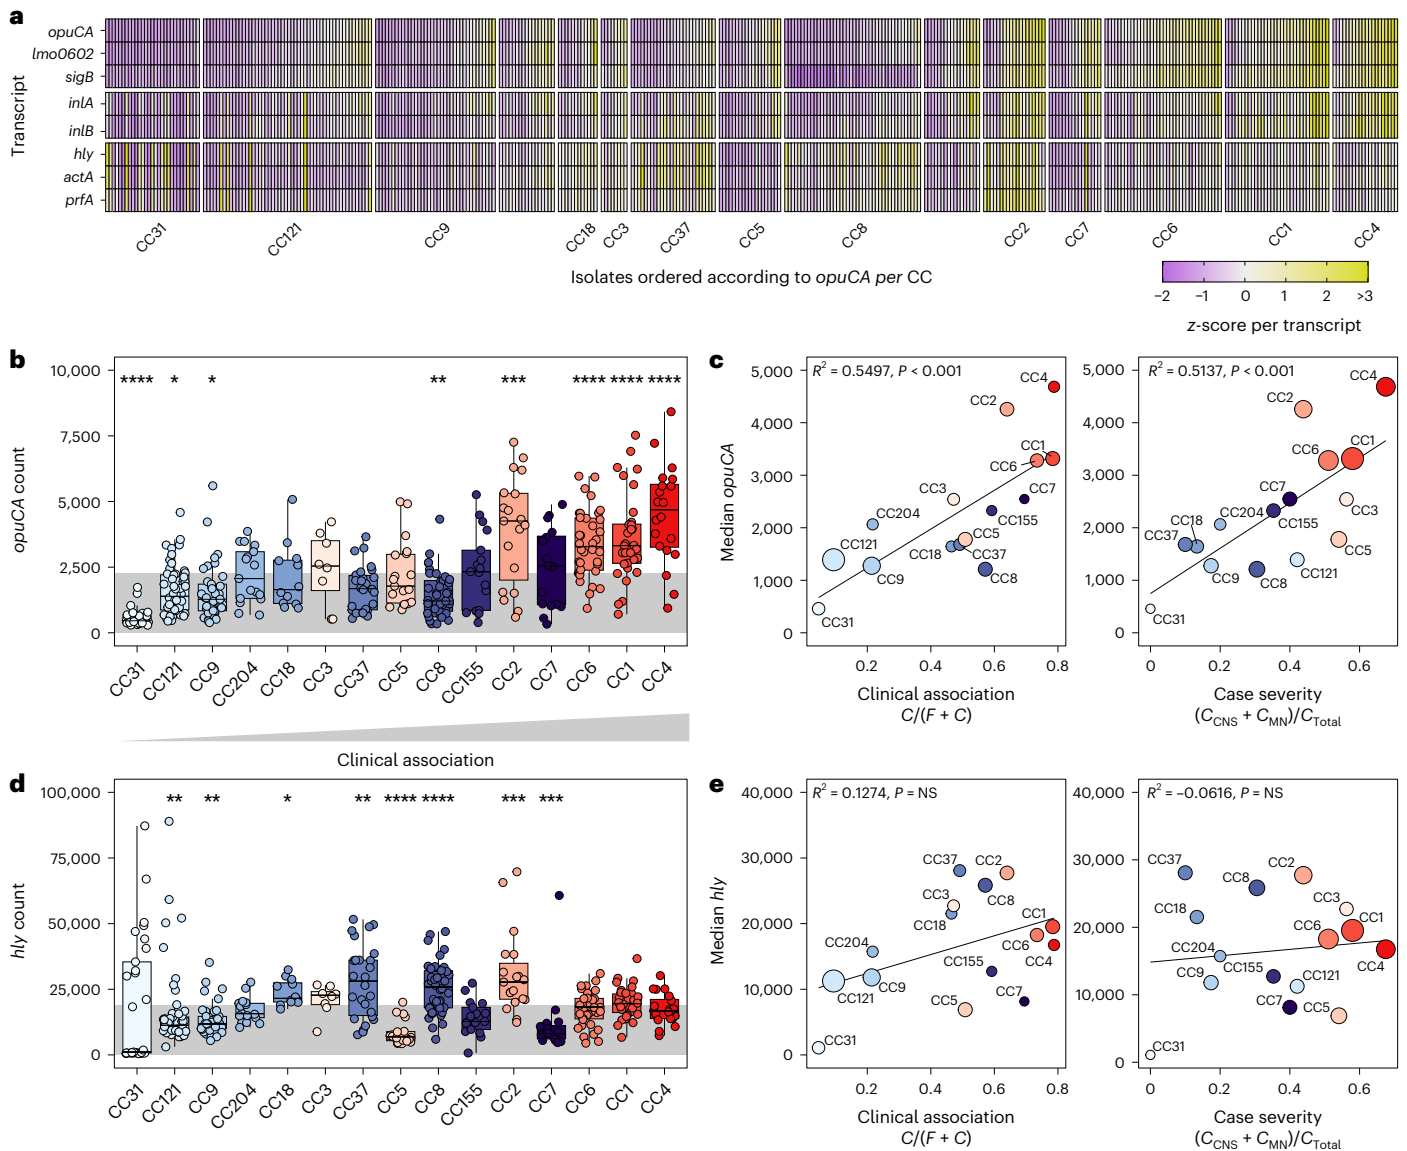 a
Transcript
opuCA
lmo0602
sigB
inlA
inlB
hly
actA
prfA
CC31
CC121
CC9
CC18
CC3
CC37
CC5
CC8
CC2
CC7
CC6
CC1
CC4
Isolates ordered according to opuCA per CC
−2 −1 0 1 2 >3
z-score per transcript
b
opuCA count
10,000
7,500
5,000
2,500
0
**** * * ** *** **** **** ****
CC31 CC121 CC9 CC204 CC18 CC3 CC37 CC5 CC8 CC155 CC2 CC7 CC6 CC1 CC4
Clinical association
c
Median opuCA
5,000
4,000
3,000
2,000
1,000
0
R² = 0.5497, P < 0.001
CC4
CC2
CC1
CC6
CC7
CC3
CC204
CC155
CC5
CC18
CC37
CC121
CC9
CC8
CC31
0.2 0.4 0.6 0.8
Clinical association
C/(F + C)
5,000
4,000
3,000
2,000
1,000
0
R² = 0.5137, P < 0.001
CC4
CC2
CC1
CC6
CC7
CC3
CC18
CC204
CC37
CC155
CC5
CC9
CC8
CC121
CC31
0 0.2 0.4 0.6
Case severity
(C_CNS + C_MN)/C_Total
d
hly count
100,000
75,000
50,000
25,000
0
** ** * ** **** **** *** ***
CC31 CC121 CC9 CC204 CC18 CC3 CC37 CC5 CC8 CC155 CC2 CC7 CC6 CC1 CC4
e
Median hly
40,000
30,000
20,000
10,000
0
R² = 0.1274, P = NS
CC37
CC2
CC3
CC8
CC18
CC1
CC204
CC6
CC155
CC4
CC121
CC9
CC7
CC5
CC31
0.2 0.4 0.6 0.8
Clinical association
C/(F + C)
40,000
30,000
20,000
10,000
0
R² = −0.0616, P = NS
CC37
CC2
CC8
CC3
CC18
CC1
CC6
CC204
CC4
CC9
CC155
CC121
CC7
CC5
CC31
0 0.2 0.4 0.6
Case severity
(C_CNS + C_MN)/C_Total